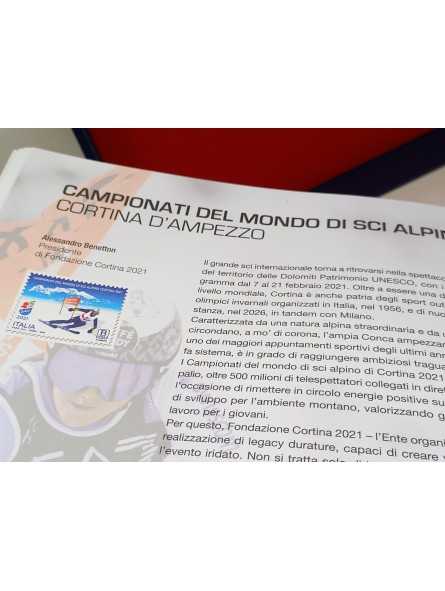 CAMPIONATI DEL MONDO DI SCI ALPIN
CORTINA D'AMPEZZO
Alessandro Benetton
Presidente
di Fondazione Cortina 2021
ITALIA
B
Il grande sci internazionale torna a ritrovarsi nella spettac
del territorio delle Dolomiti Patrimonio UNESCO, con i
gramma dal 7 al 21 febbraio 2021. Oltre a essere una d
livello mondiale, Cortina è anche patria degli sport out
olimpici invernali organizzati in Italia, nel 1956, e di nuo
stanza, nel 2026, in tandem con Milano.
Caratterizzata da una natura alpina straordinaria e da u
circondano, a mo' di corona, l'ampia Conca ampezzan
uno dei maggiori appuntamenti sportivi degli ultimi ann
fa sistema, è in grado di raggiungere ambiziosi tragua
I Campionati del mondo di sci alpino di Cortina 2021
palio, oltre 500 milioni di telespettatori collegati in diret
l'occasione di rimettere in circolo energie positive su
di sviluppo per l'ambiente montano, valorizzando g
lavoro per i giovani.
Per questo, Fondazione Cortina 2021 – l'Ente organi
realizzazione di legacy durature, capaci di creare
l'evento iridato. Non si tratta solo di